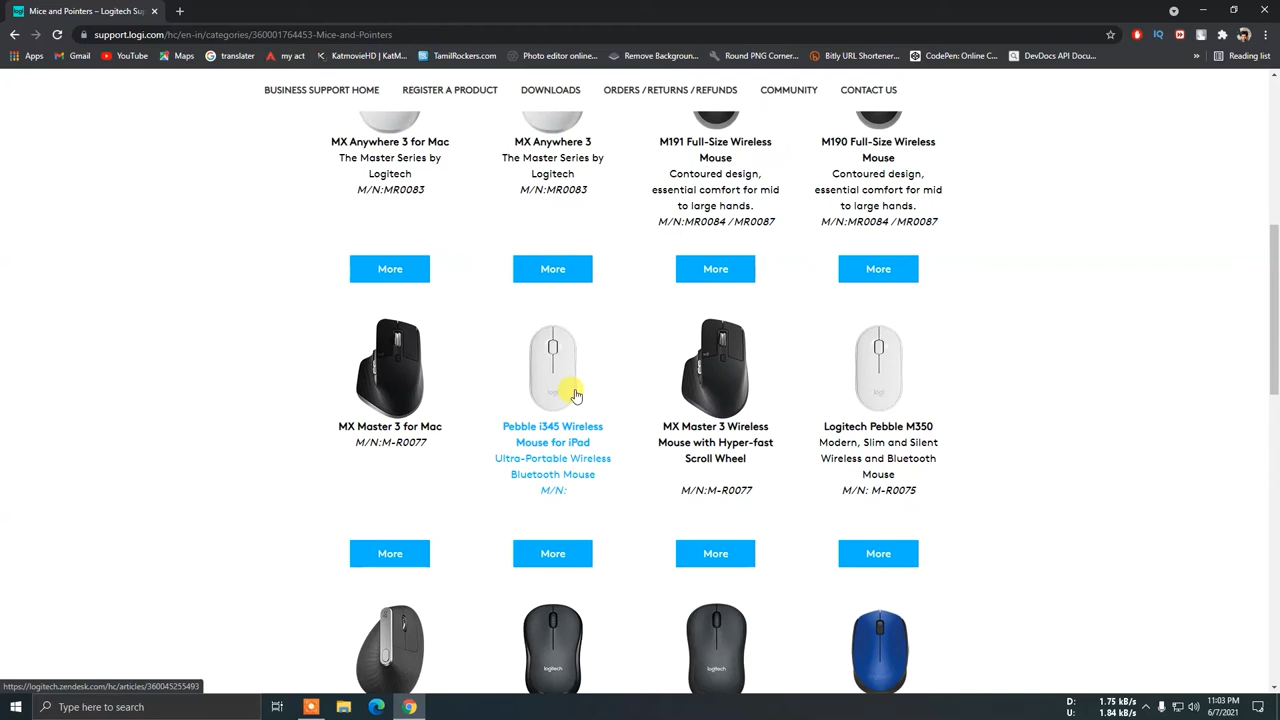 Mice and Pointers – Logitech Sup
support.logi.com/hc/en-in/categories/360001764453-Mice-and-Pointers
Apps
Gmail
YouTube
Maps
translater
my act
KatmovieHD | KatM...
TamilRockers.com
Photo editor online...
Remove Backgroun...
Round PNG Corner...
Bitly URL Shortener...
CodePen: Online C...
DevDocs API Docu...
»
Reading list
BUSINESS SUPPORT HOME
REGISTER A PRODUCT
DOWNLOADS
ORDERS / RETURNS / REFUNDS
COMMUNITY
CONTACT US
MX Anywhere 3 for Mac
The Master Series by
Logitech
M/N:MR0083
MX Anywhere 3
The Master Series by
Logitech
M/N:MR0083
M191 Full-Size Wireless
Mouse
Contoured design,
essential comfort for mid
to large hands.
M/N:MR0084 / MR0087
M190 Full-Size Wireless
Mouse
Contoured design,
essential comfort for mid
to large hands.
M/N:MR0084 / MR0087
More
More
More
More
logi
logi
MX Master 3 for Mac
M/N:M-R0077
Pebble i345 Wireless
Mouse for iPad
Ultra-Portable Wireless
Bluetooth Mouse
M/N:
MX Master 3 Wireless
Mouse with Hyper-fast
Scroll Wheel
M/N:M-R0077
Logitech Pebble M350
Modern, Slim and Silent
Wireless and Bluetooth
Mouse
M/N: M-R0075
More
More
More
More
logitech
logitech
https://logitech.zendesk.com/hc/articles/360045255493
Type here to search
D: 1.75 kB/s
U: 1.84 kB/s
11:03 PM
6/7/2021